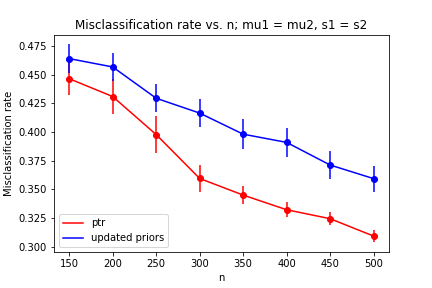 Misclassification rate vs. n; mu1 = mu2, s1 = s2
Misclassification rate
0.475
0.450
0.425
0.400
0.375
0.350
0.325
0.300
ptr
updated priors
150 200 250 300 350 400 450 500
n